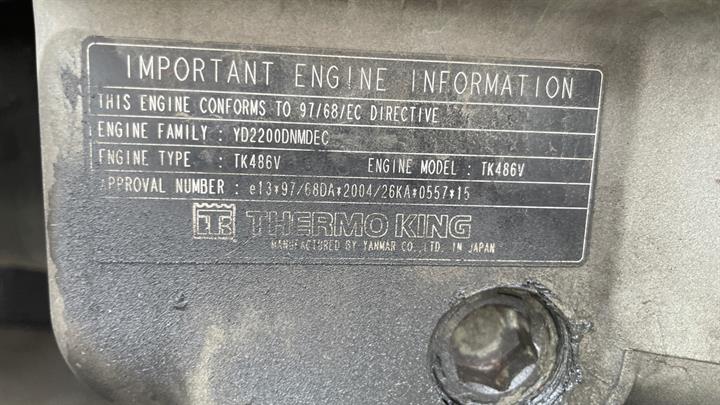 IMPORTANT ENGINE INFORMATION
THIS ENGINE CONFORMS TO 97/68/EC DIRECTIVE
ENGINE FAMILY : YD2200DNMDEC
ENGINE TYPE : TK486V ENGINE MODEL : TK486V
APPROVAL NUMBER : e13*97/68DA*2004/26KA*0557*15
THERMO KING
MANUFACTURED BY YANMAR CO., LTD. IN JAPAN